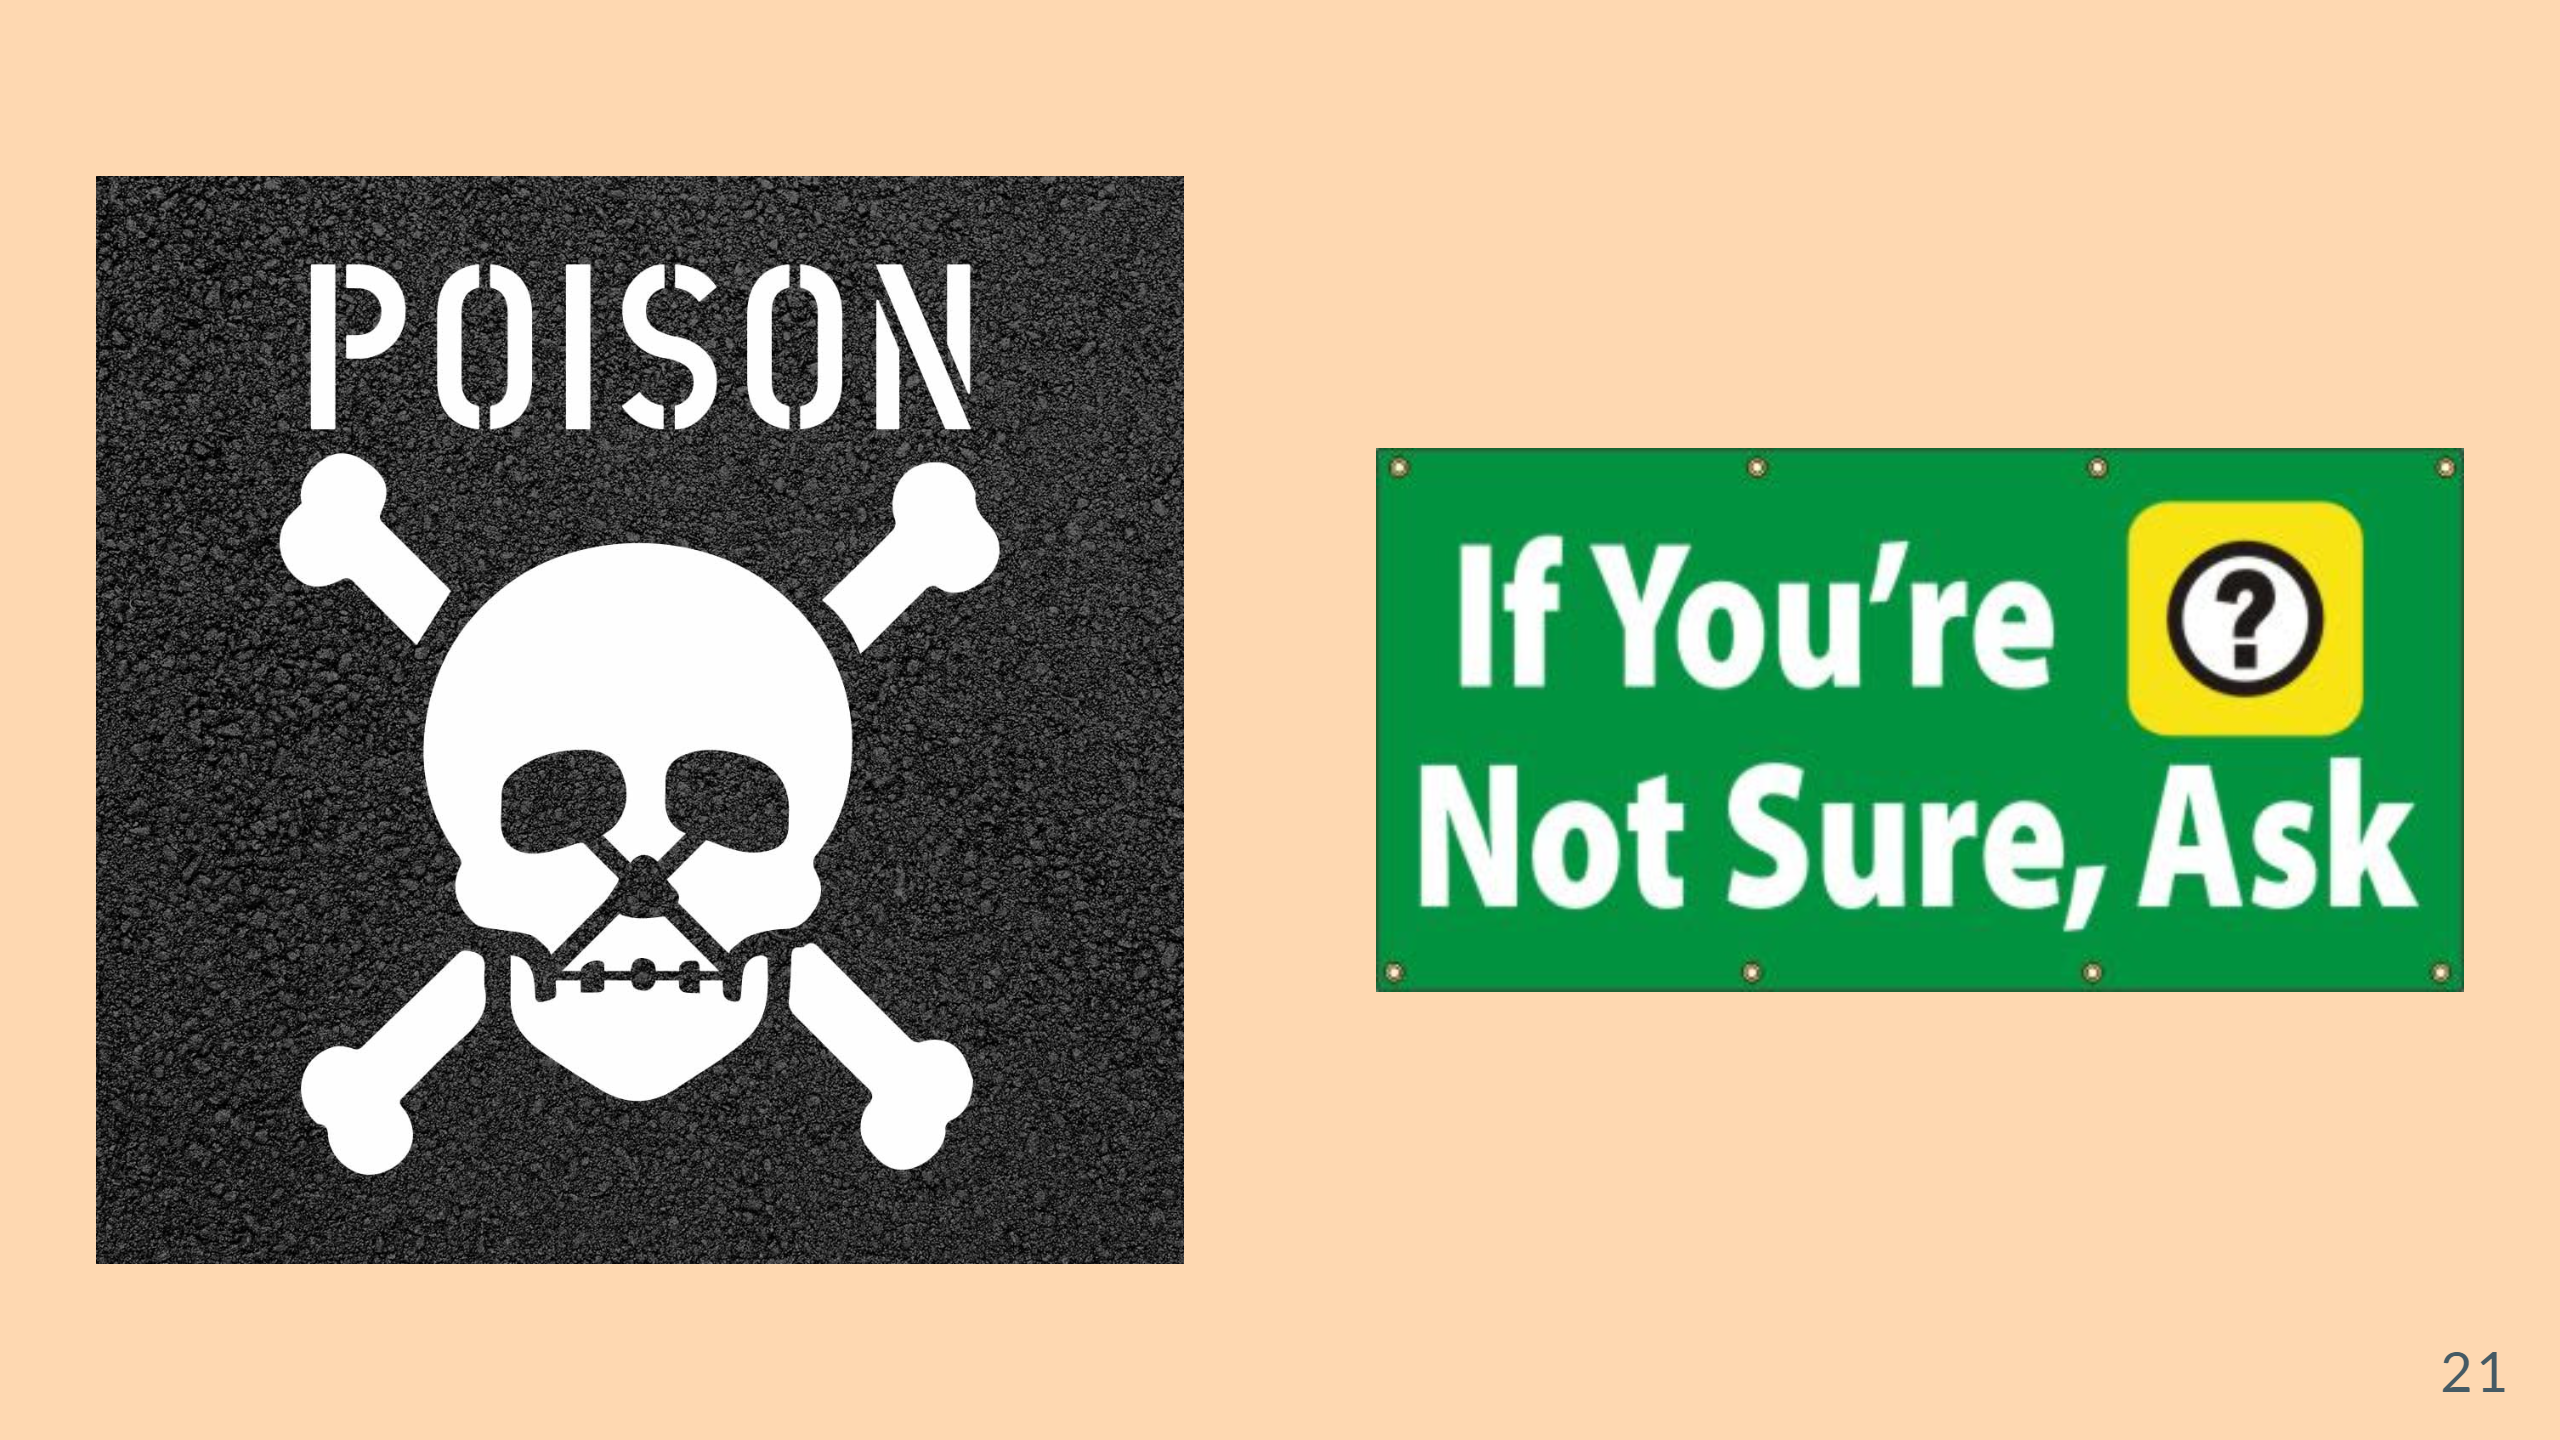 POISON
If You’re ?
Not Sure, Ask
21